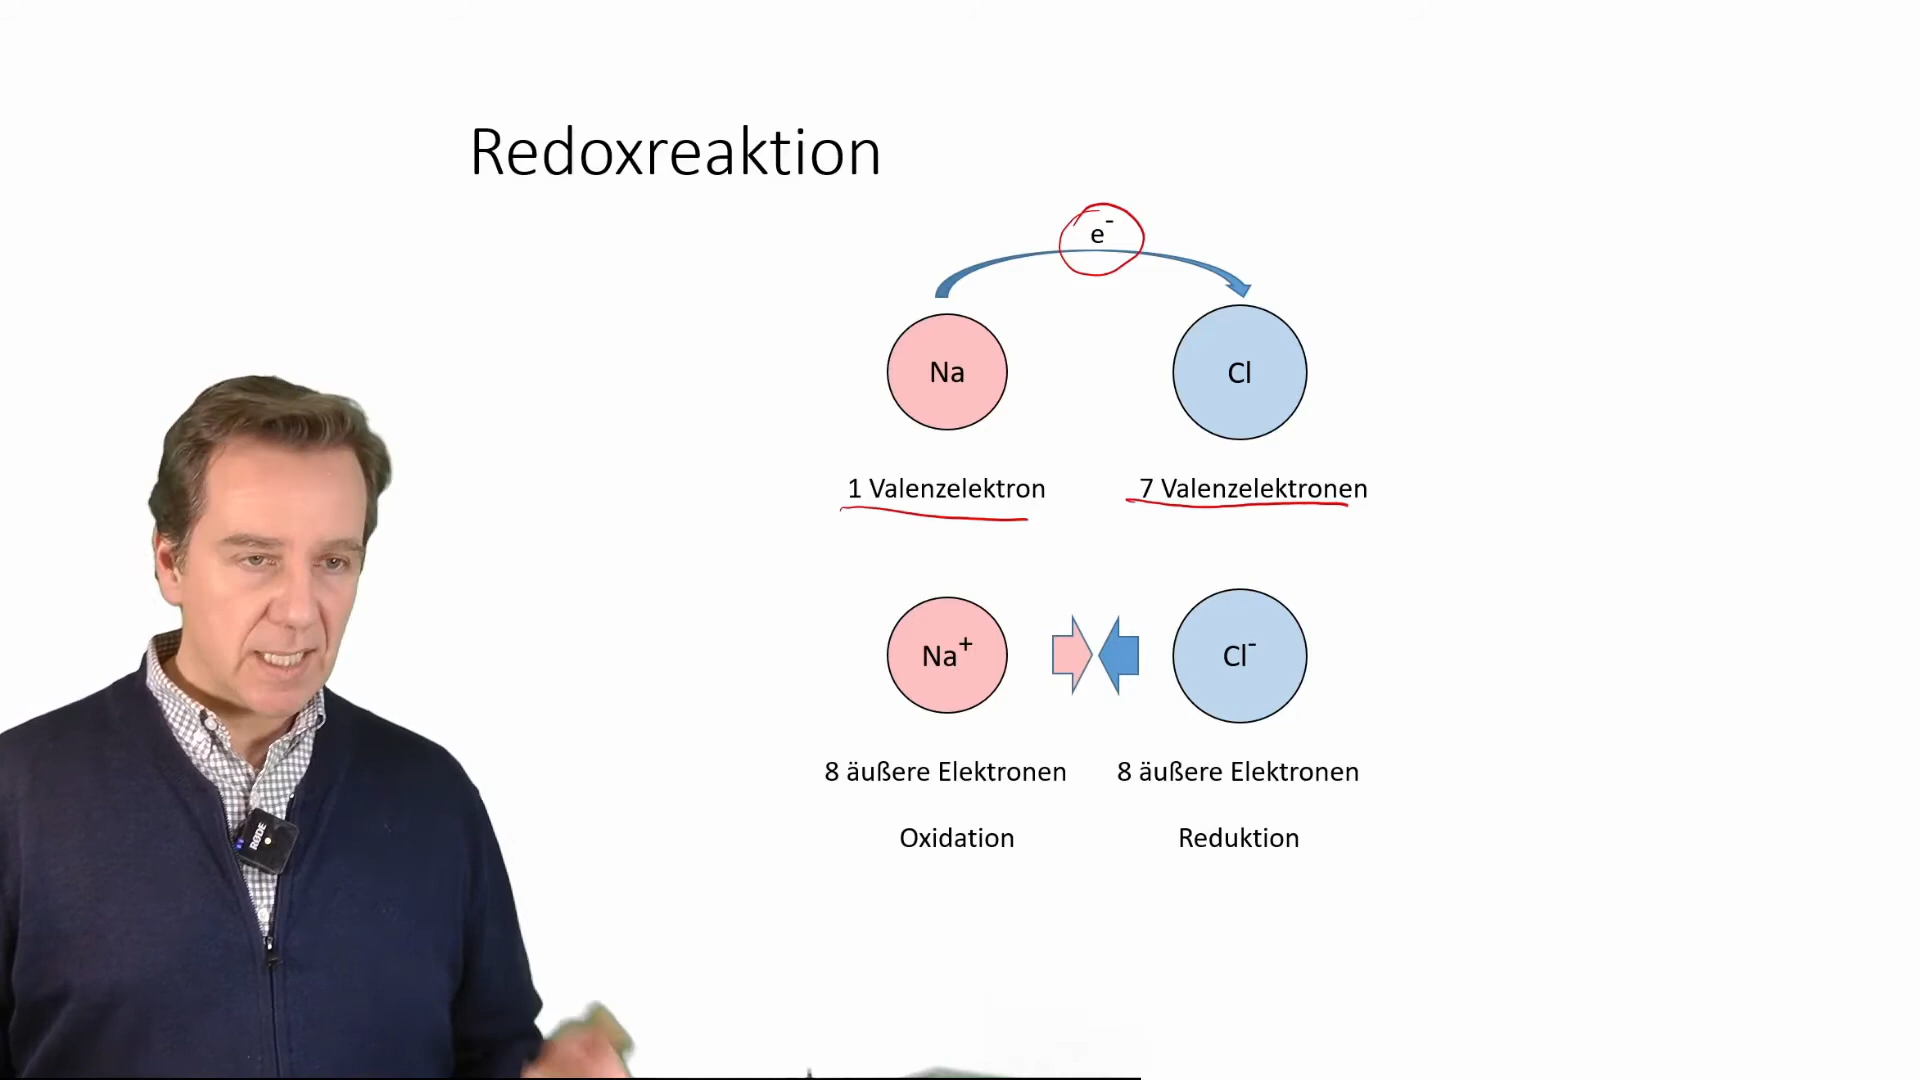 Redoxreaktion
e⁻
Na
Cl
1 Valenzelektron
7 Valenzelektronen
Na⁺
Cl⁻
8 äußere Elektronen
8 äußere Elektronen
Oxidation
Reduktion
RØDE